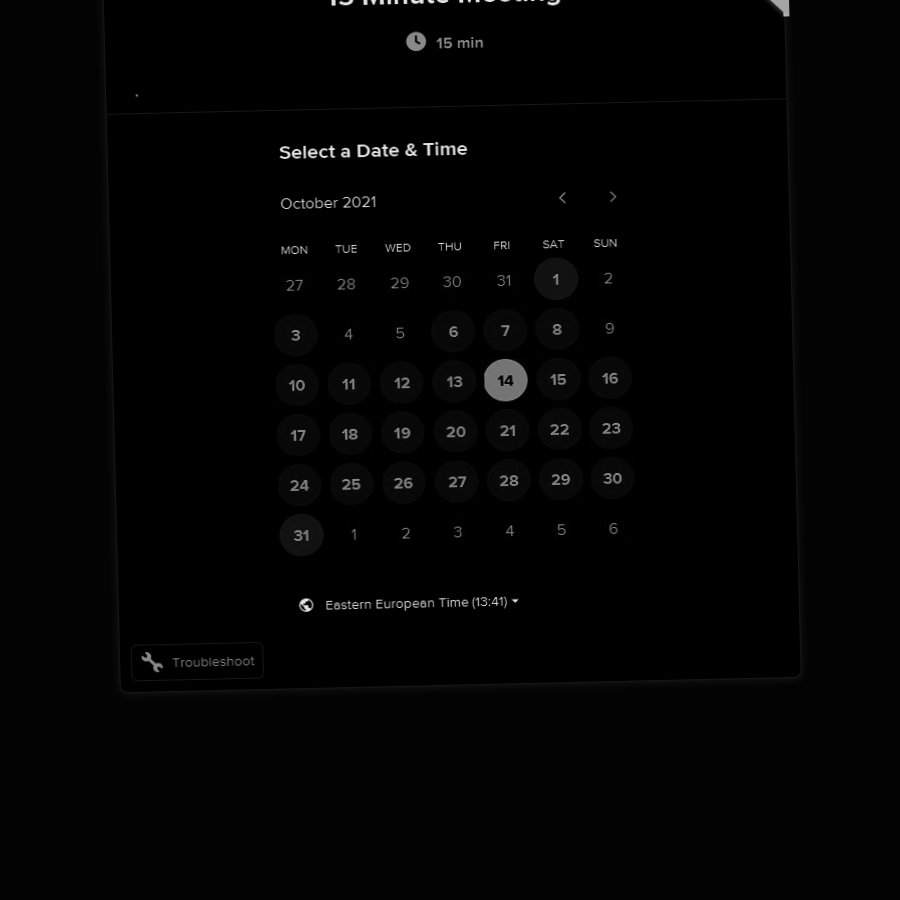 15 Minute Meeting
15 min
Select a Date & Time
October 2021
MON TUE WED THU FRI SAT SUN
27 28 29 30 31 1 2
3 4 5 6 7 8 9
10 11 12 13 14 15 16
17 18 19 20 21 22 23
24 25 26 27 28 29 30
31 1 2 3 4 5 6
Eastern European Time (13:41)
Troubleshoot